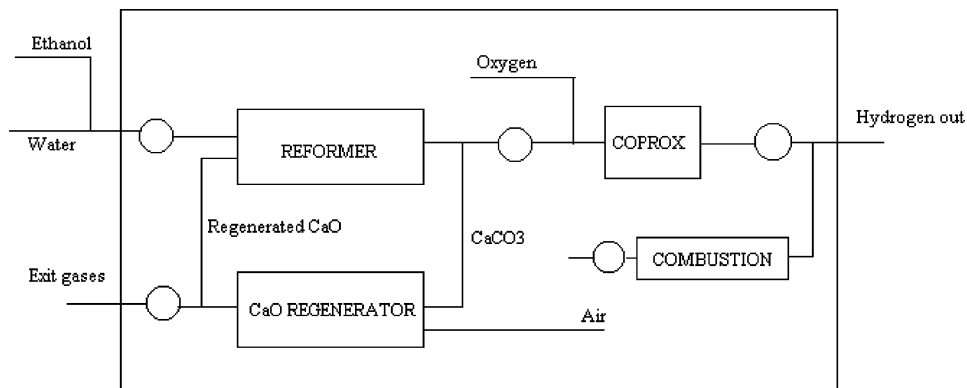 Ethanol
Oxygen
Hydrogen out
Water
REFORMER
COPROX
Regenerated CaO
CaCO3
Exit gases
COMBUSTION
CaO REGENERATOR
Air